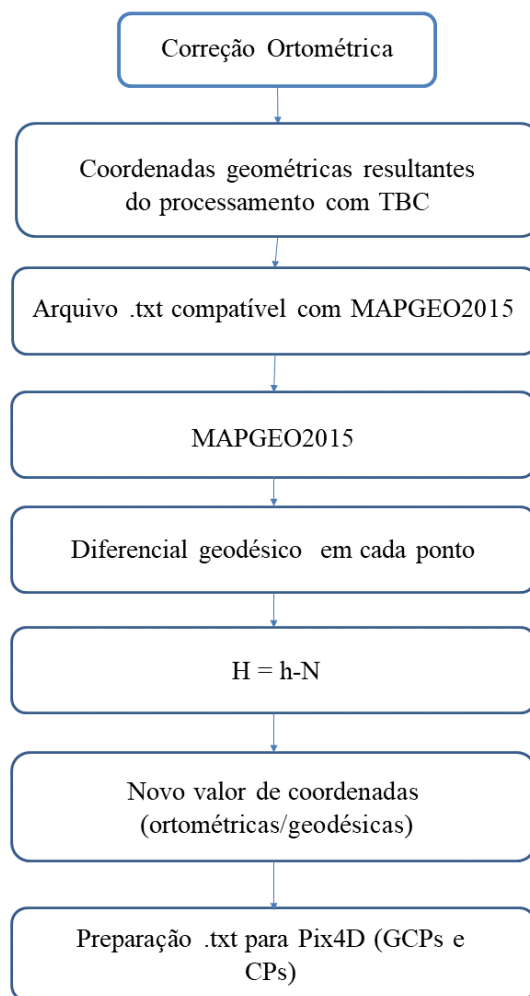 Correção Ortométrica
Coordenadas geométricas resultantes
do processamento com TBC
Arquivo .txt compatível com MAPGEO2015
MAPGEO2015
Diferencial geodésico em cada ponto
H = h-N
Novo valor de coordenadas
(ortométricas/geodésicas)
Preparação .txt para Pix4D (GCPs e
CPs)